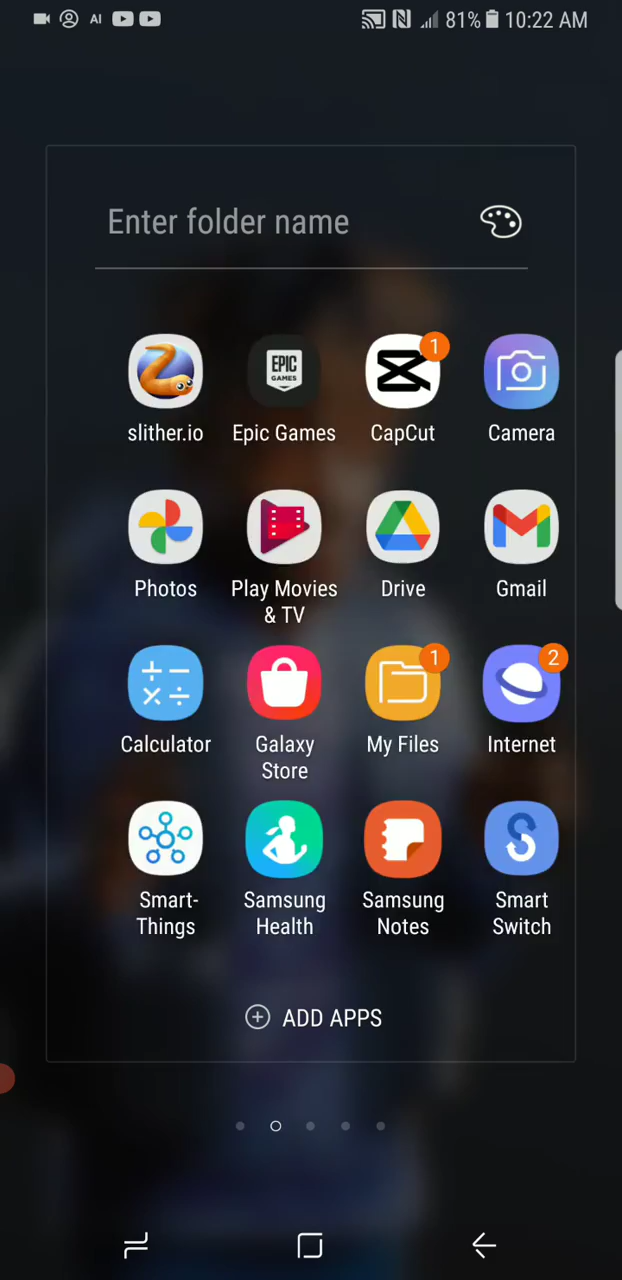 AI 81% 10:22 AM
Enter folder name
EPIC
GAMES
1
slither.io Epic Games CapCut Camera
Photos Play Movies Drive Gmail
& TV
1 2
Calculator Galaxy My Files Internet
Store
Smart- Samsung Samsung Smart
Things Health Notes Switch
ADD APPS